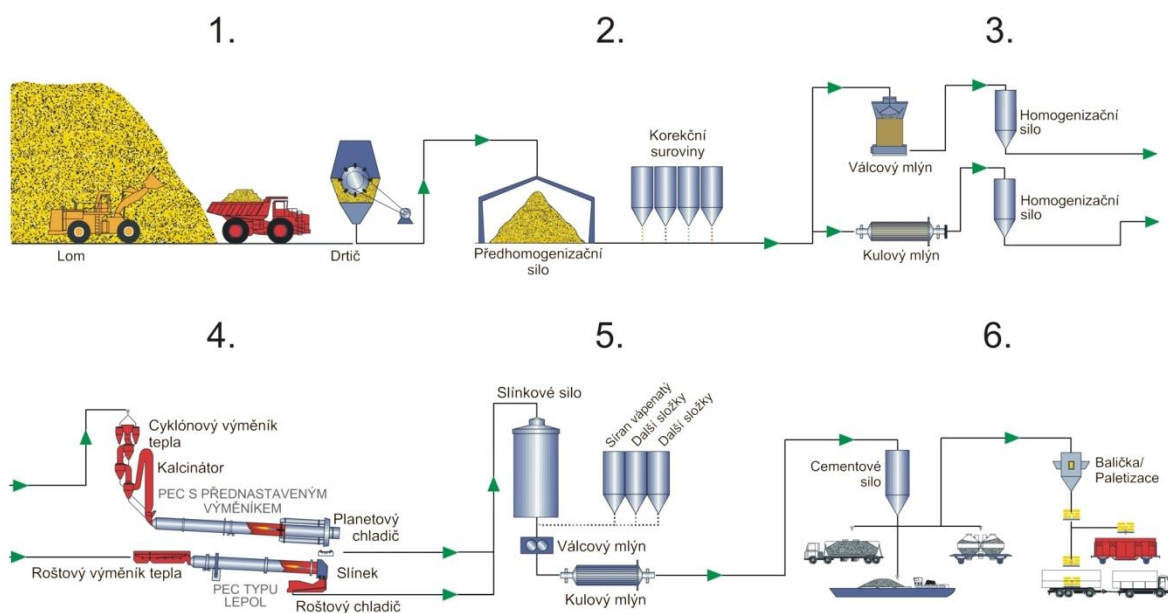 1.
2.
3.
Lom
Drtič
Předhomogenizační
silo
Korekční
suroviny
Válcový mlýn
Homogenizační
silo
Kulový mlýn
Homogenizační
silo
4.
5.
6.
Cyklónový výměník
tepla
Kalcinátor
PEC S PŘEDNASTAVENÝM
VÝMĚNÍKEM
Planetový
chladič
Roštový výměník tepla
Slínek
PEC TYPU
LEPOL
Roštový chladič
Slínkové silo
Síran vápenatý
Další složky
Další složky
Válcový mlýn
Kulový mlýn
Cementové
silo
Balička/
Paletizace